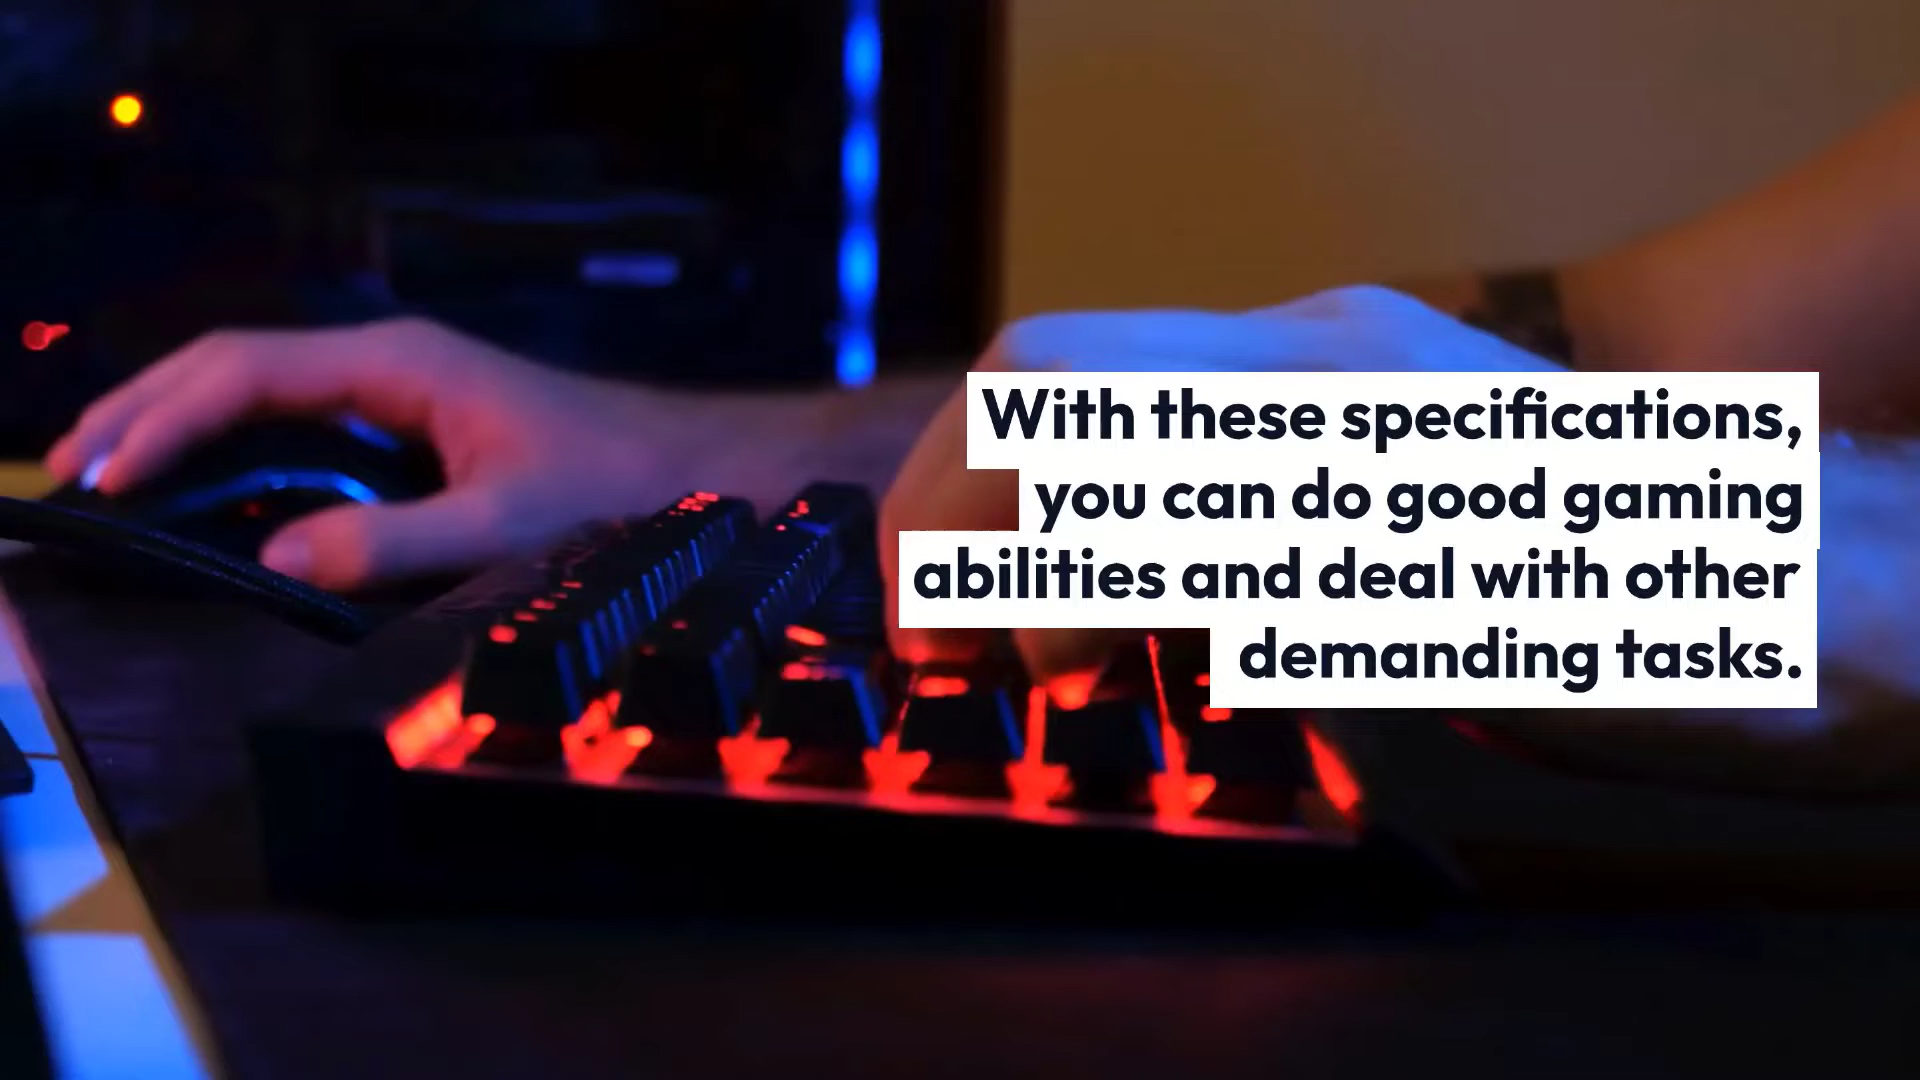 With these specifications,
you can do good gaming
abilities and deal with other
demanding tasks.